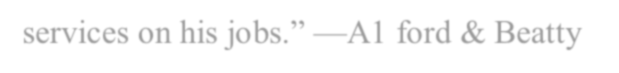 services on his jobs.” —A1 ford & Beatty